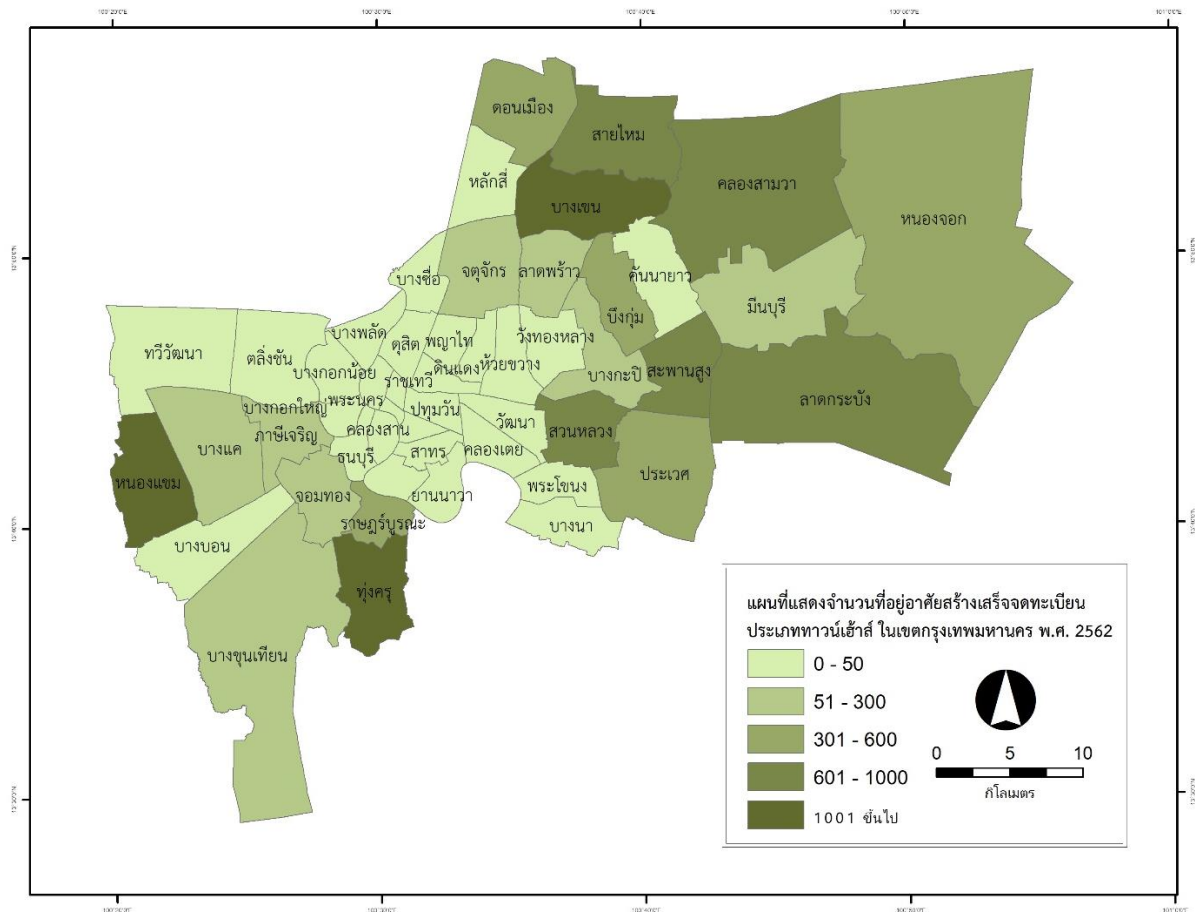 ดอนเมือง
สายไหม
หลักสี่
คลองสามวา
บางเขน
หนองจอก
บางซื่อ
จตุจักร
ลาดพร้าว
คันนายาว
มีนบุรี
บึงกุ่ม
บางพลัด
ดุสิต
พญาไท
วังทองหลาง
ทวีวัฒนา
ตลิ่งชัน
บางกอกน้อย
ดินแดง
ห้วยขวาง
บางกะปิ
สะพานสูง
ราชเทวี
ลาดกระบัง
บางกอกใหญ่
พระนคร
ปทุมวัน
วัฒนา
บางแค
ภาษีเจริญ
คลองสาน
สวนหลวง
ธนบุรี
สาทร
คลองเตย
ประเวศ
หนองแขม
จอมทอง
ยานนาวา
พระโขนง
ราษฎร์บูรณะ
บางนา
บางบอน
ทุ่งครุ
บางขุนเทียน
แผนที่แสดงจำนวนที่อยู่อาศัยสร้างเสร็จจดทะเบียน
ประเภททาวน์เฮ้าส์ ในเขตกรุงเทพมหานคร พ.ศ. 2562
0 - 50
51 - 300
301 - 600
601 - 1000
1001 ขึ้นไป
0 5 10
กิโลเมตร